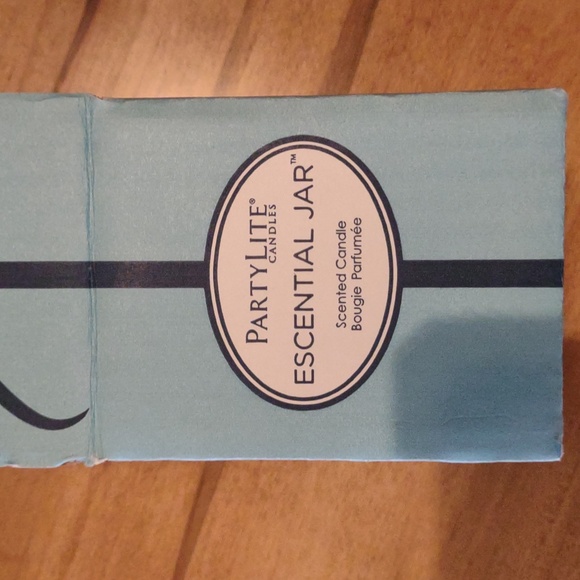 PARTYLITE®
CANDLES
ESCENTIAL JAR™
Scented Candle
Bougie Parfumée